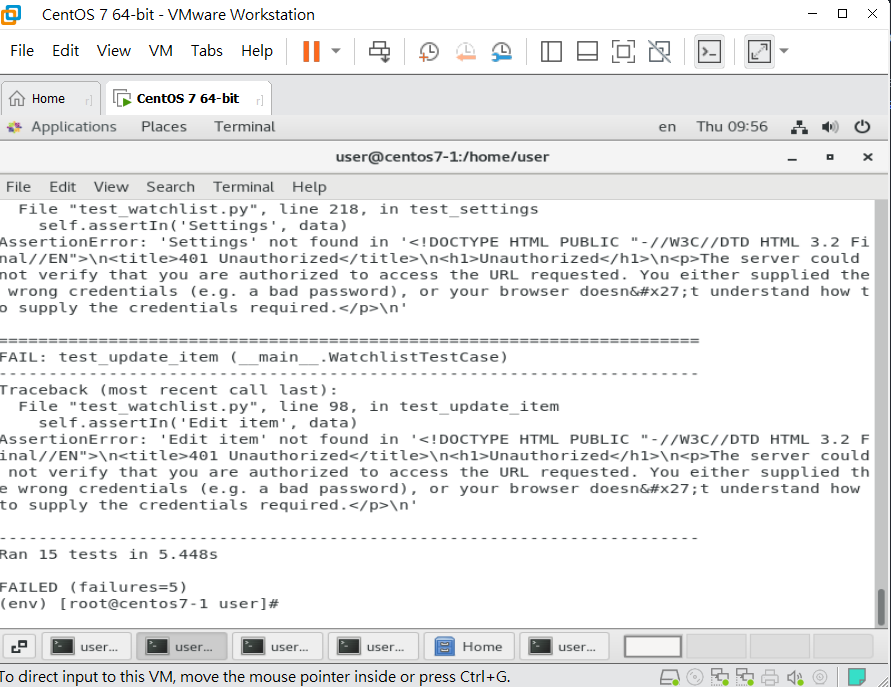 CentOS 7 64-bit - VMware Workstation
File Edit View VM Tabs Help
Home CentOS 7 64-bit
Applications Places Terminal en Thu 09:56
user@centos7-1:/home/user
File Edit View Search Terminal Help
File "test_watchlist.py", line 218, in test_settings
self.assertIn('Settings', data)
AssertionError: 'Settings' not found in '<!DOCTYPE HTML PUBLIC "-//W3C//DTD HTML 3.2 Fi
nal//EN">\n<title>401 Unauthorized</title>\n<h1>Unauthorized</h1>\n<p>The server could
not verify that you are authorized to access the URL requested. You either supplied the
wrong credentials (e.g. a bad password), or your browser doesn&#x27;t understand how t
o supply the credentials required.</p>\n'
======================================================================
FAIL: test_update_item (__main__.WatchlistTestCase)
----------------------------------------------------------------------
Traceback (most recent call last):
File "test_watchlist.py", line 98, in test_update_item
self.assertIn('Edit item', data)
AssertionError: 'Edit item' not found in '<!DOCTYPE HTML PUBLIC "-//W3C//DTD HTML 3.2 F
inal//EN">\n<title>401 Unauthorized</title>\n<h1>Unauthorized</h1>\n<p>The server could
not verify that you are authorized to access the URL requested. You either supplied th
e wrong credentials (e.g. a bad password), or your browser doesn&#x27;t understand how
to supply the credentials required.</p>\n'
----------------------------------------------------------------------
Ran 15 tests in 5.448s
FAILED (failures=5)
(env) [root@centos7-1 user]#
user... user... user... user... Home user...
To direct input to this VM, move the mouse pointer inside or press Ctrl+G.